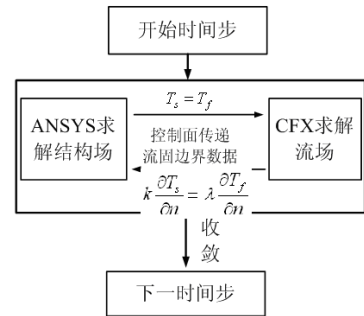 开始时间步
T_s = T_f
ANSYS求
解结构场
控制面传递
流固边界数据
CFX求解
流场
k ∂T_s/∂n = λ ∂T_f/∂n
收
敛
下一时间步